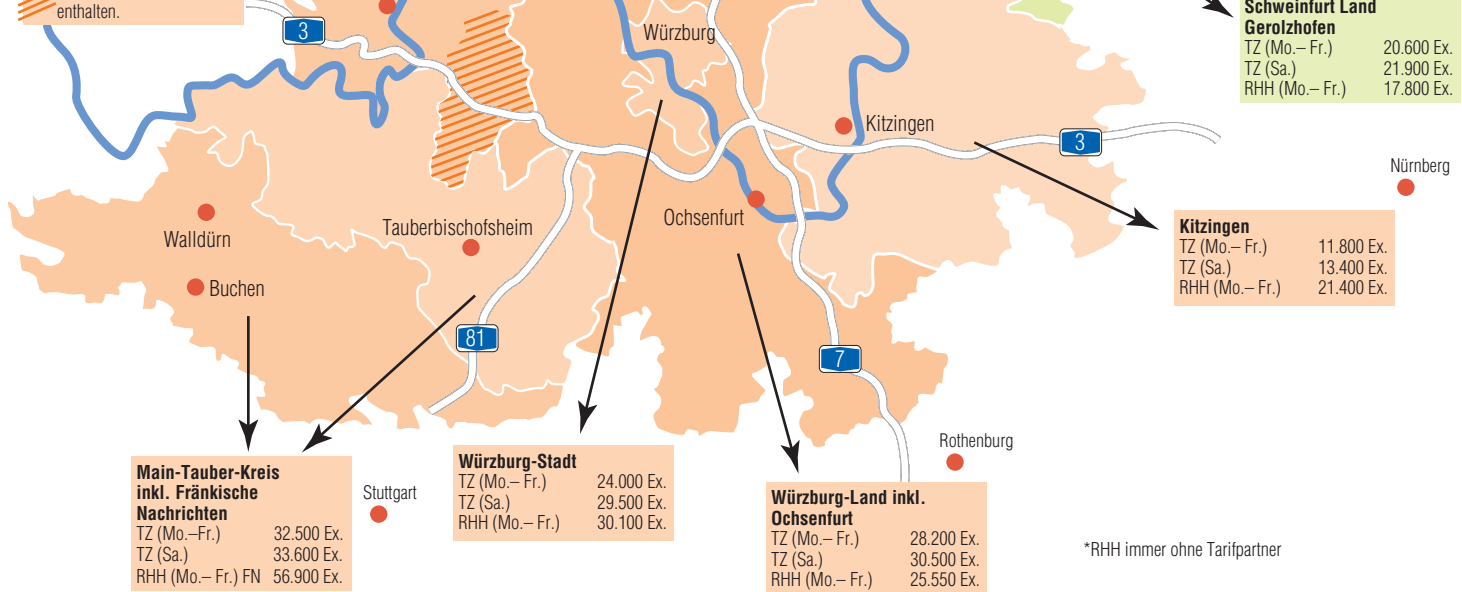 enthalten.
3
Würzburg
Schweinfurt Land
Gerolzhofen
TZ (Mo.– Fr.) 20.600 Ex.
TZ (Sa.) 21.900 Ex.
RHH (Mo.– Fr.) 17.800 Ex.
Kitzingen
3
Nürnberg
Walldürn
Tauberbischofsheim
Ochsenfurt
Buchen
Kitzingen
TZ (Mo.– Fr.) 11.800 Ex.
TZ (Sa.) 13.400 Ex.
RHH (Mo.– Fr.) 21.400 Ex.
81
7
Rothenburg
Main-Tauber-Kreis
inkl. Fränkische
Nachrichten
TZ (Mo.–Fr.) 32.500 Ex.
TZ (Sa.) 33.600 Ex.
RHH (Mo.– Fr.) FN 56.900 Ex.
Stuttgart
Würzburg-Stadt
TZ (Mo.– Fr.) 24.000 Ex.
TZ (Sa.) 29.500 Ex.
RHH (Mo.– Fr.) 30.100 Ex.
Würzburg-Land inkl.
Ochsenfurt
TZ (Mo.– Fr.) 28.200 Ex.
TZ (Sa.) 30.500 Ex.
RHH (Mo.– Fr.) 25.550 Ex.
*RHH immer ohne Tarifpartner